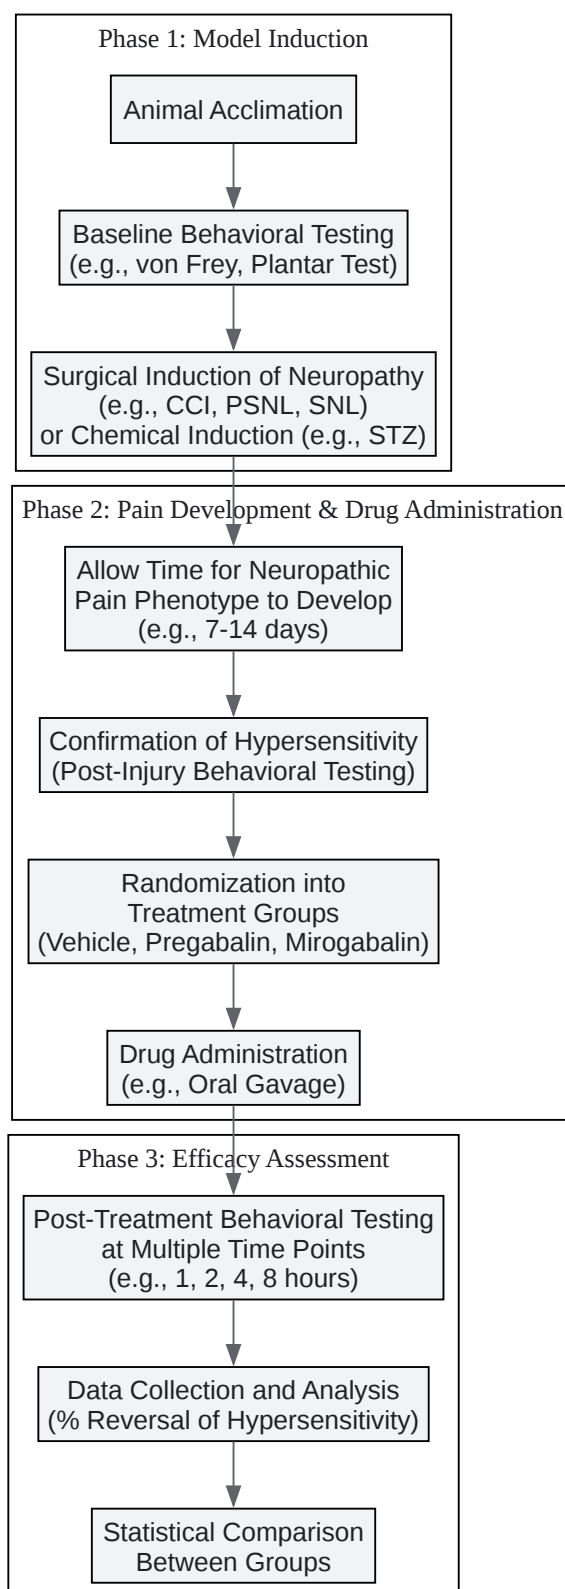 Phase 1: Model Induction
Animal Acclimation
Baseline Behavioral Testing
(e.g., von Frey, Plantar Test)
Surgical Induction of Neuropathy
(e.g., CCI, PSNL, SNL)
or Chemical Induction (e.g., STZ)
Phase 2: Pain Development & Drug Administration
Allow Time for Neuropathic
Pain Phenotype to Develop
(e.g., 7-14 days)
Confirmation of Hypersensitivity
(Post-Injury Behavioral Testing)
Randomization into
Treatment Groups
(Vehicle, Pregabalin, Mirogabalin)
Drug Administration
(e.g., Oral Gavage)
Phase 3: Efficacy Assessment
Post-Treatment Behavioral Testing
at Multiple Time Points
(e.g., 1, 2, 4, 8 hours)
Data Collection and Analysis
(% Reversal of Hypersensitivity)
Statistical Comparison
Between Groups